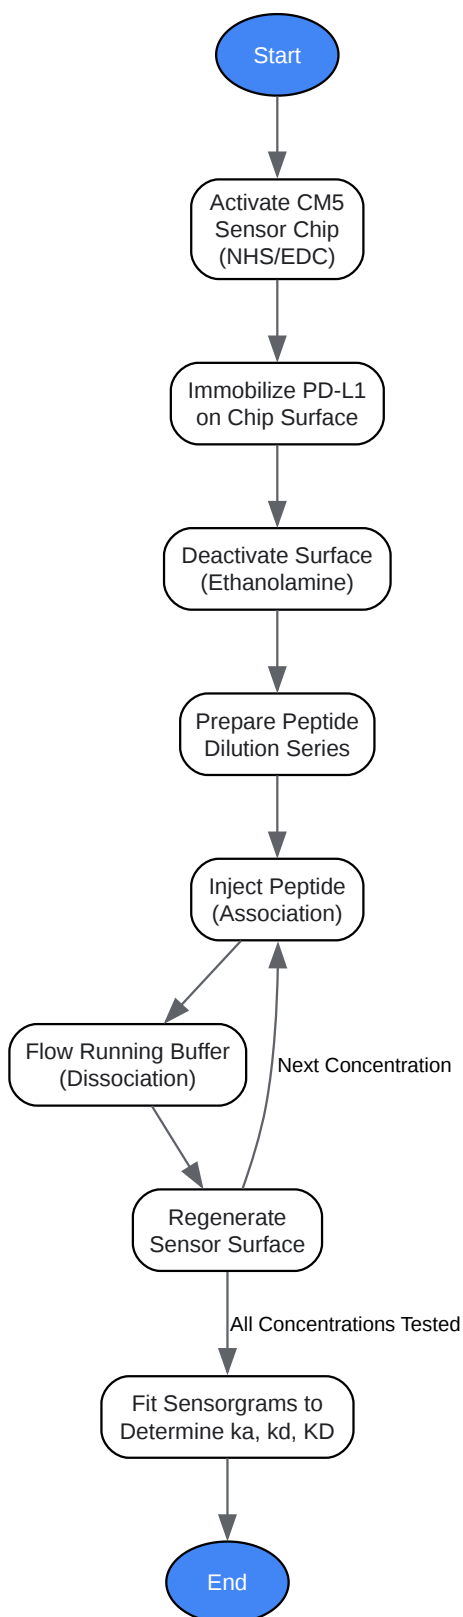 Start
Activate CM5
Sensor Chip
(NHS/EDC)
Immobilize PD-L1
on Chip Surface
Deactivate Surface
(Ethanolamine)
Prepare Peptide
Dilution Series
Inject Peptide
(Association)
Flow Running Buffer
(Dissociation)
Next Concentration
Regenerate
Sensor Surface
All Concentrations Tested
Fit Sensorgrams to
Determine ka, kd, KD
End